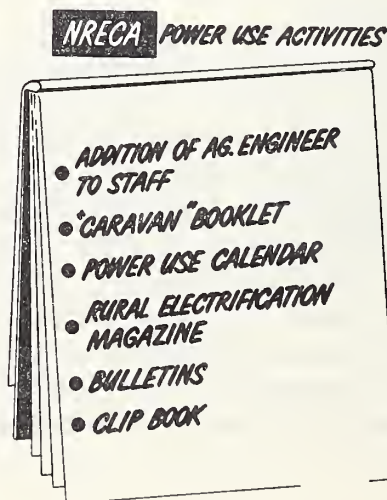 NRECA POWER USE ACTIVITIES
• ADDITION OF AG. ENGINEER
TO STAFF
• "CARAVAN" BOOKLET
• POWER USE CALENDAR
• RURAL ELECTRIFICATION
MAGAZINE
• BULLETINS
• CLIP BOOK